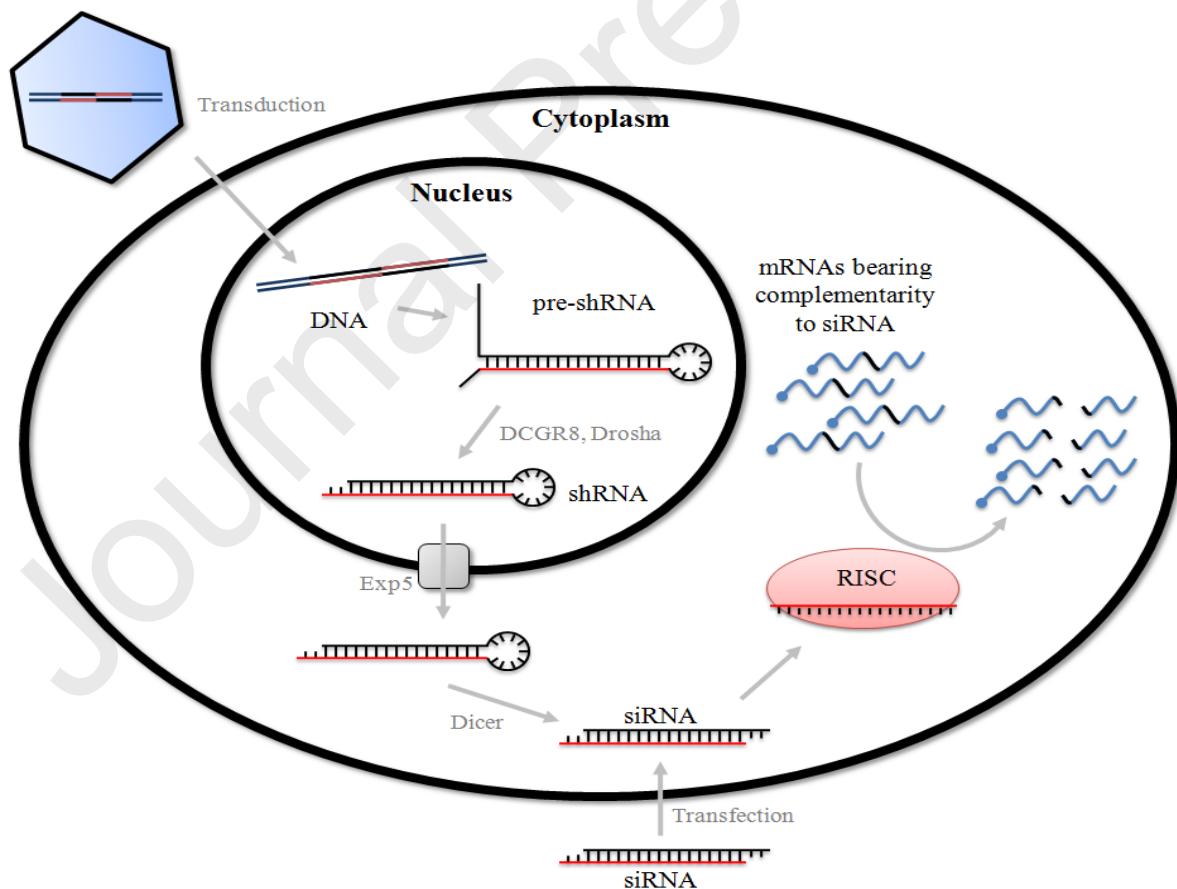 Journal Pre
Transduction
Cytoplasm
Nucleus
DNA
pre-shRNA
mRNAs bearing
complementarity
to siRNA
DCGR8, Drosha
shRNA
Exp5
RISC
Dicer
siRNA
Transfection
siRNA